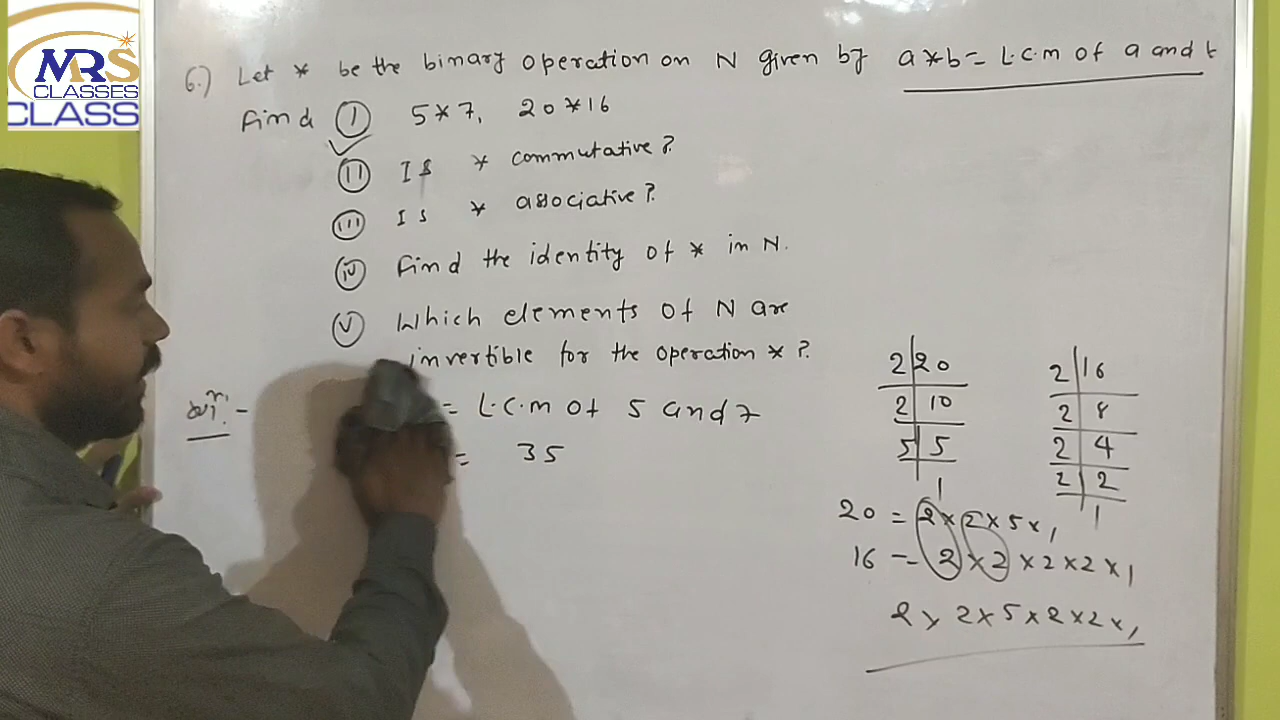 MRS
CLASSES
CLASS
6.) Let * be the binary operation on N given by a*b = L.C.m of a and b
Find (I) 5*7, 20*16
(II) Is * commutative?
(III) Is * associative?
(iv) Find the identity of * in N.
(v) Which elements of N are
invertible for the operation *?
Soln:- = L.C.m of 5 and 7
= 35
2 20
2 10
5 5
1
2 16
2 8
2 4
2 2
1
20 = 2×2×5×1
16 = 2×2×2×2×1
2×2×5×2×2×1